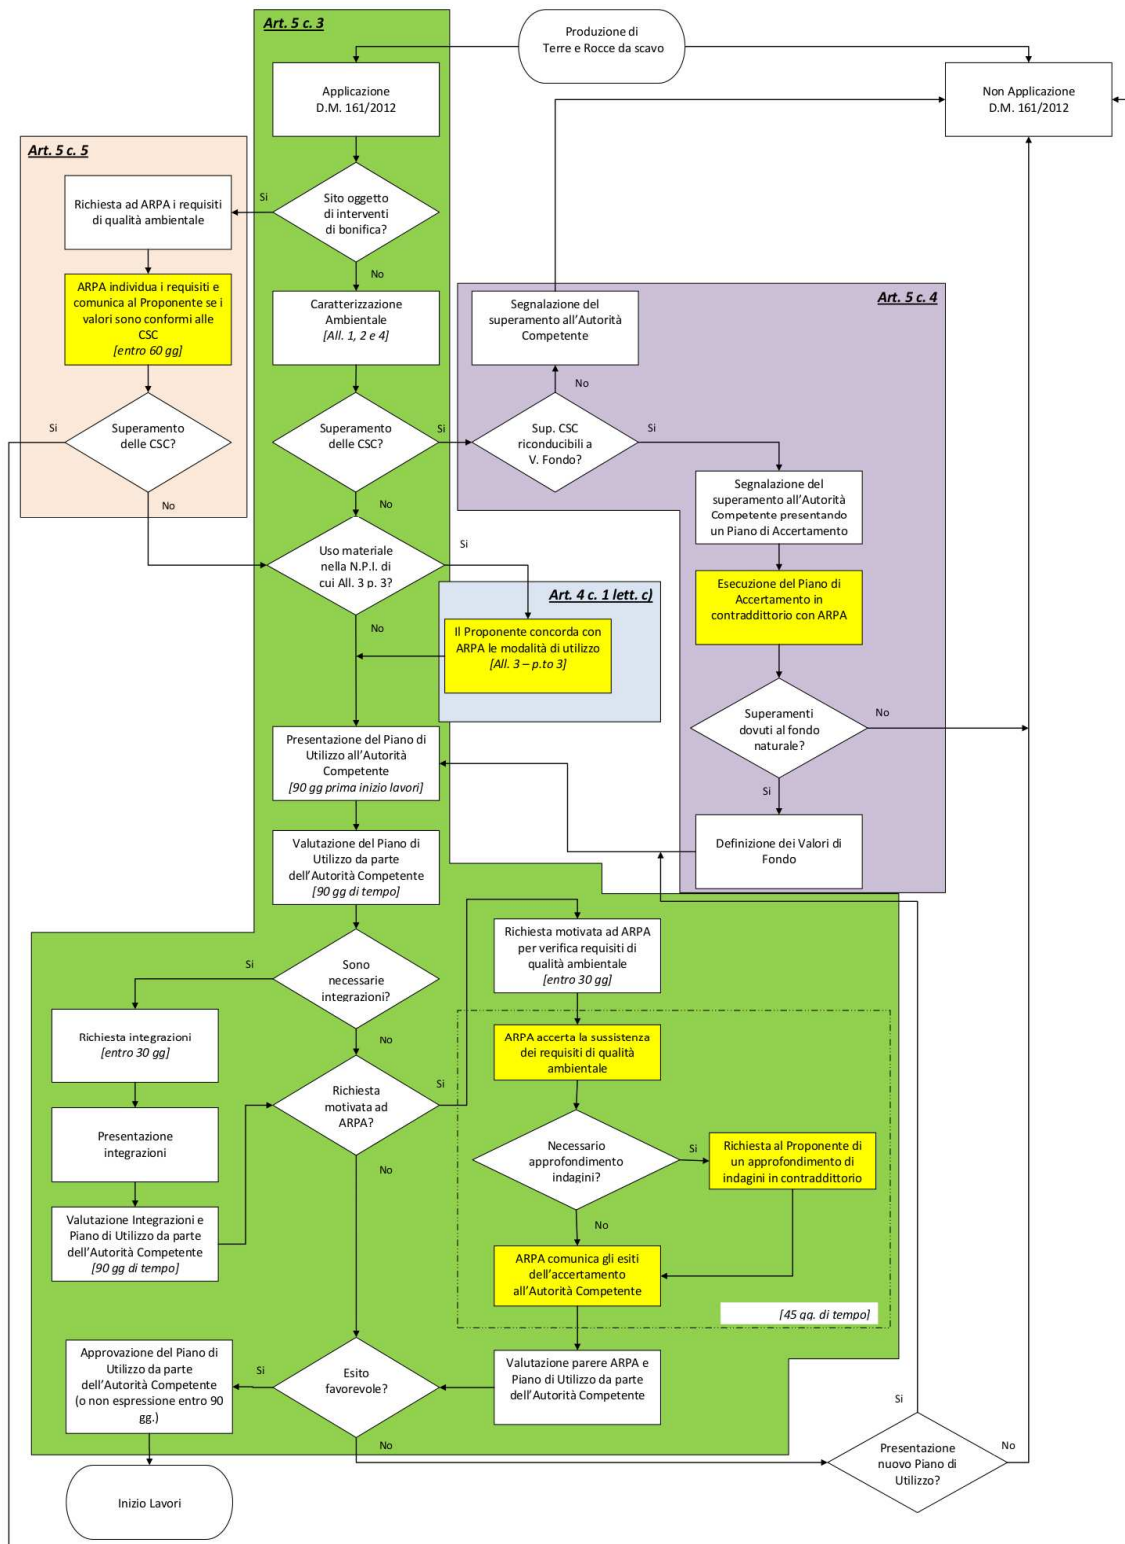 Art. 5 c. 3
Produzione di
Terre e Rocce da scavo
Applicazione
D.M. 161/2012
Non Applicazione
D.M. 161/2012
Art. 5 c. 5
Richiesta ad ARPA i requisiti
di qualità ambientale
Si
Sito oggetto
di interventi
di bonifica?
No
ARPA individua i requisiti e
comunica al Proponente se i
valori sono conformi alle
CSC
[entro 60 gg]
Caratterizzazione
Ambientale
[All. 1, 2 e 4]
Art. 5 c. 4
Segnalazione del
superamento all'Autorità
Competente
No
Si
Superamento
delle CSC?
No
Superamento
delle CSC?
Si
No
Sup. CSC
riconducibili a
V. Fondo?
Si
Segnalazione del
superamento all'Autorità
Competente presentando
un Piano di Accertamento
Uso materiale
nella N.P.I. di
cui All. 3 p. 3?
Si
No
Art. 4 c. 1 lett. c)
Il Proponente concorda con
ARPA le modalità di utilizzo
[All. 3 – p.to 3]
Esecuzione del Piano di
Accertamento in
contraddittorio con ARPA
Superamenti
dovuti al fondo
naturale?
No
Si
Presentazione del Piano di
Utilizzo all'Autorità
Competente
[90 gg prima inizio lavori]
Definizione dei Valori di
Fondo
Valutazione del Piano di
Utilizzo da parte
dell'Autorità Competente
[90 gg di tempo]
Si
Sono
necessarie
integrazioni?
No
Richiesta motivata ad ARPA
per verifica requisiti di
qualità ambientale
[entro 30 gg]
Richiesta integrazioni
[entro 30 gg]
ARPA accerta la sussistenza
dei requisiti di qualità
ambientale
Richiesta
motivata ad
ARPA?
Si
No
Presentazione
integrazioni
Necessario
approfondimento
indagini?
Si
No
Richiesta al Proponente di
un approfondimento di
indagini in contraddittorio
Valutazione Integrazioni e
Piano di Utilizzo da parte
dell'Autorità Competente
[90 gg di tempo]
ARPA comunica gli esiti
dell'accertamento
all'Autorità Competente
[45 gg. di tempo]
Approvazione del Piano di
Utilizzo da parte
dell'Autorità Competente
(o non espressione entro 90
gg.)
Si
Esito
favorevole?
No
Valutazione parere ARPA e
Piano di Utilizzo da parte
dell'Autorità Competente
Si
Presentazione
nuovo Piano di
Utilizzo?
No
Inizio Lavori